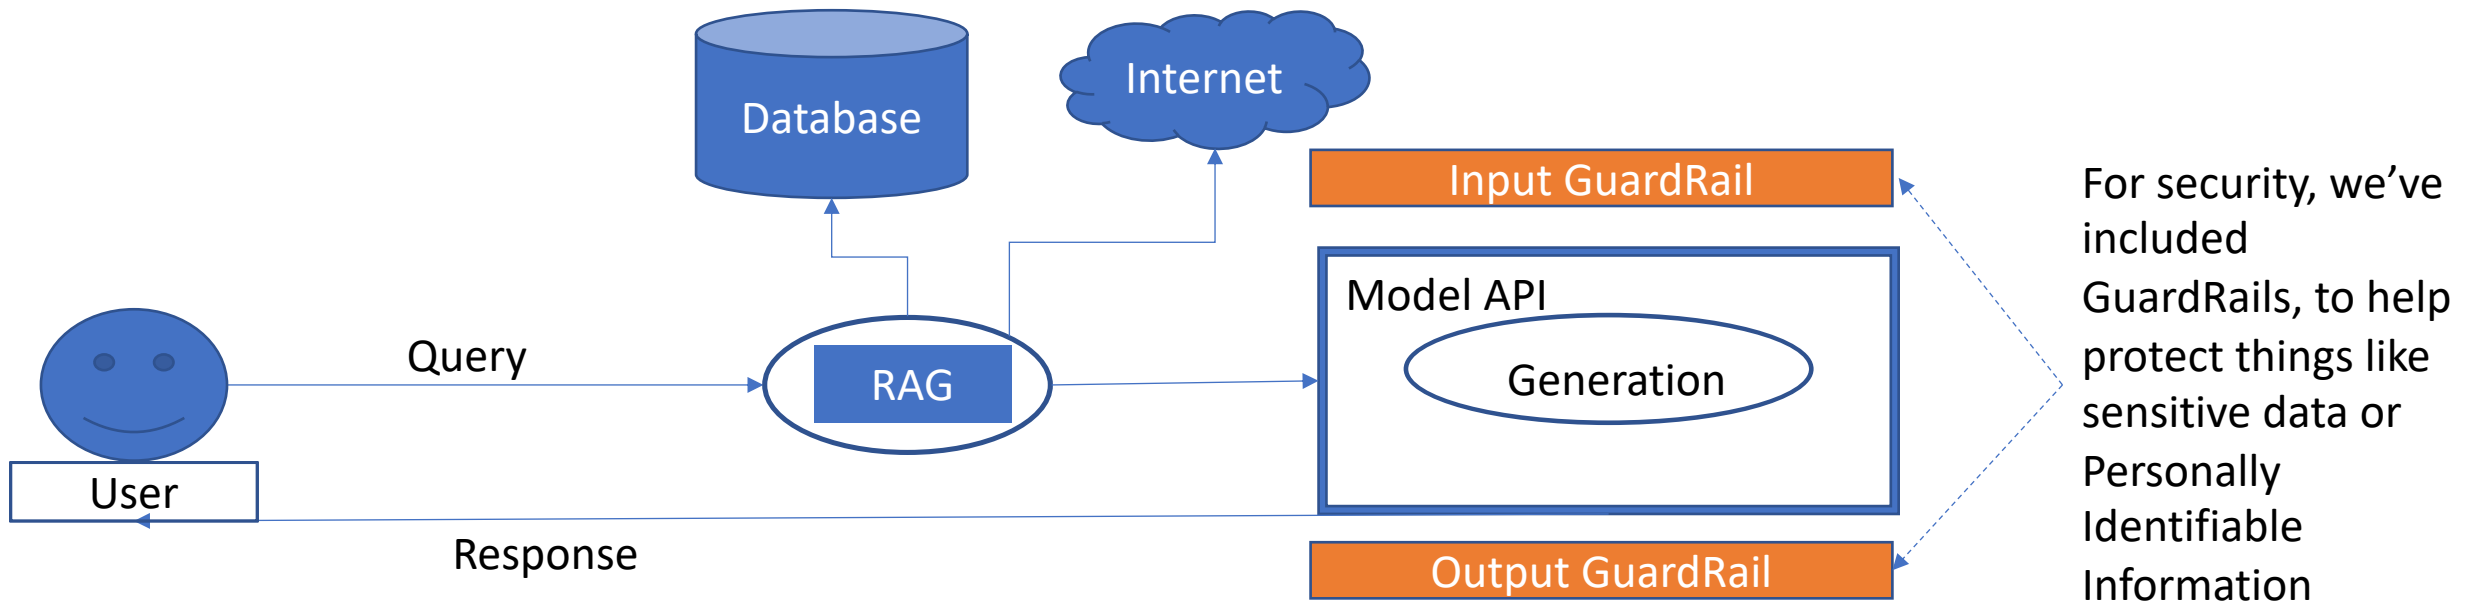 Database
Internet
Input GuardRail
For security, we’ve
included
GuardRails, to help
protect things like
sensitive data or
Personally
Identifiable
Information
Model API
Generation
Query
RAG
User
Response
Output GuardRail